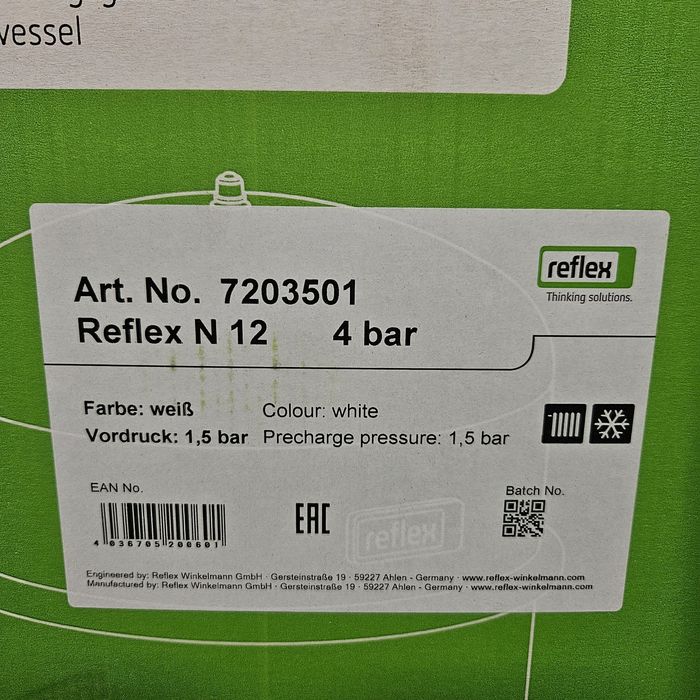 vessel
reflex
Thinking solutions.
Art. No. 7203501
Reflex N 12 4 bar
Farbe: weiß Colour: white
Vordruck: 1,5 bar Precharge pressure: 1,5 bar
EAN No.
Batch No.
4 036705 200601
EAC
reflex
Engineered by: Reflex Winkelmann GmbH · Gersteinstraße 19 · 59227 Ahlen - Germany · www.reflex-winkelmann.com
Manufactured by: Reflex Winkelmann GmbH · Gersteinstraße 19 · 59227 Ahlen - Germany · www.reflex-winkelmann.com